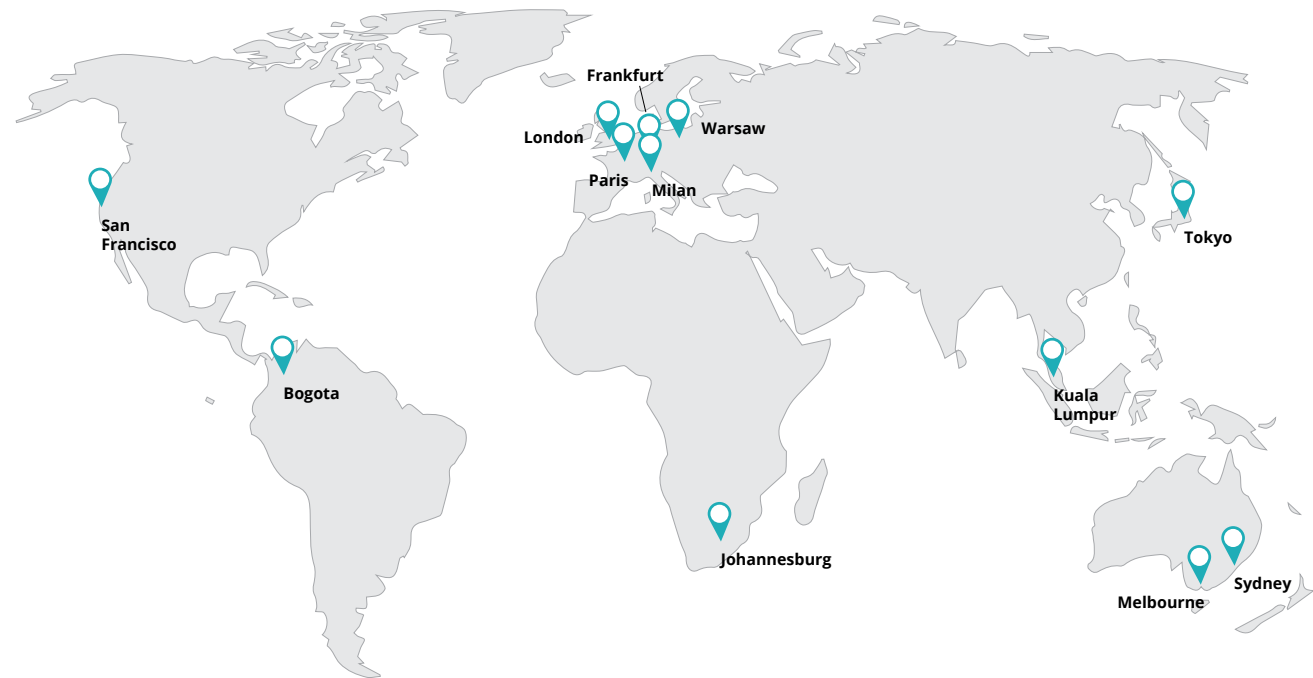 Frankfurt
London
Warsaw
Paris
Milan
San
Francisco
Tokyo
Bogota
Kuala
Lumpur
Johannesburg
Sydney
Melbourne